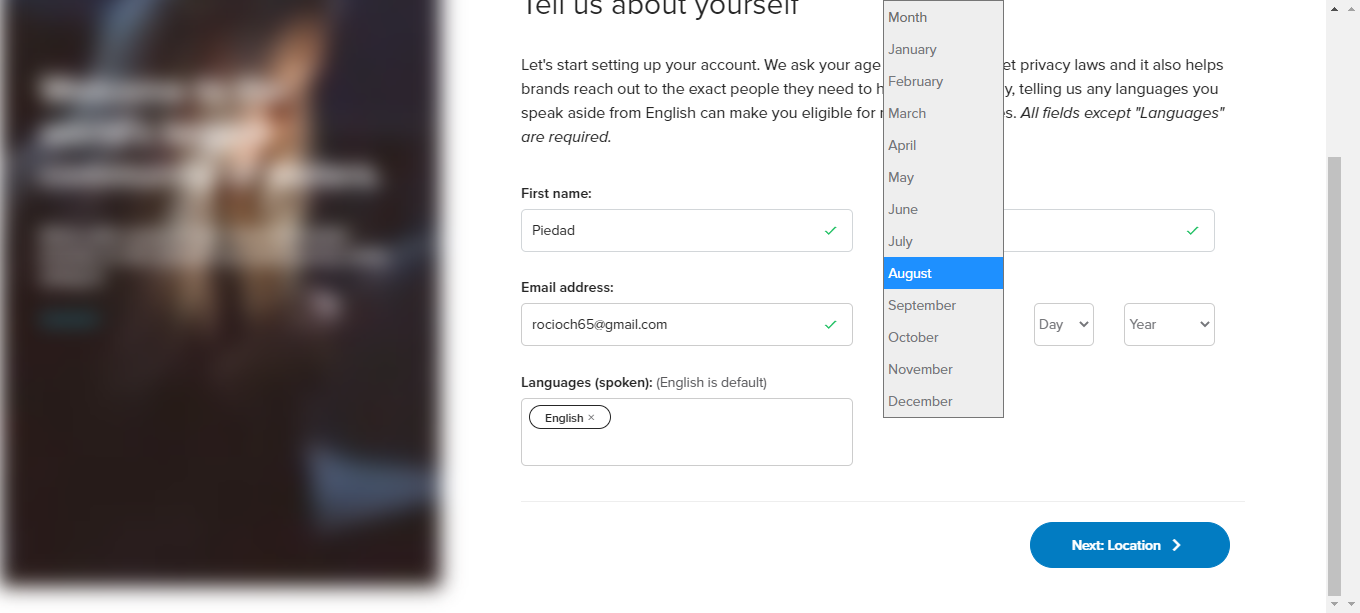 Tell us about yourself
Let's start setting up your account. We ask your age et privacy laws and it also helps
brands reach out to the exact people they need to h y, telling us any languages you
speak aside from English can make you eligible for s. All fields except "Languages"
are required.
First name:
Piedad
Email address:
rocioch65@gmail.com
Languages (spoken): (English is default)
English ×
Month
January
February
March
April
May
June
July
August
September
October
November
December
Day
Year
Next: Location